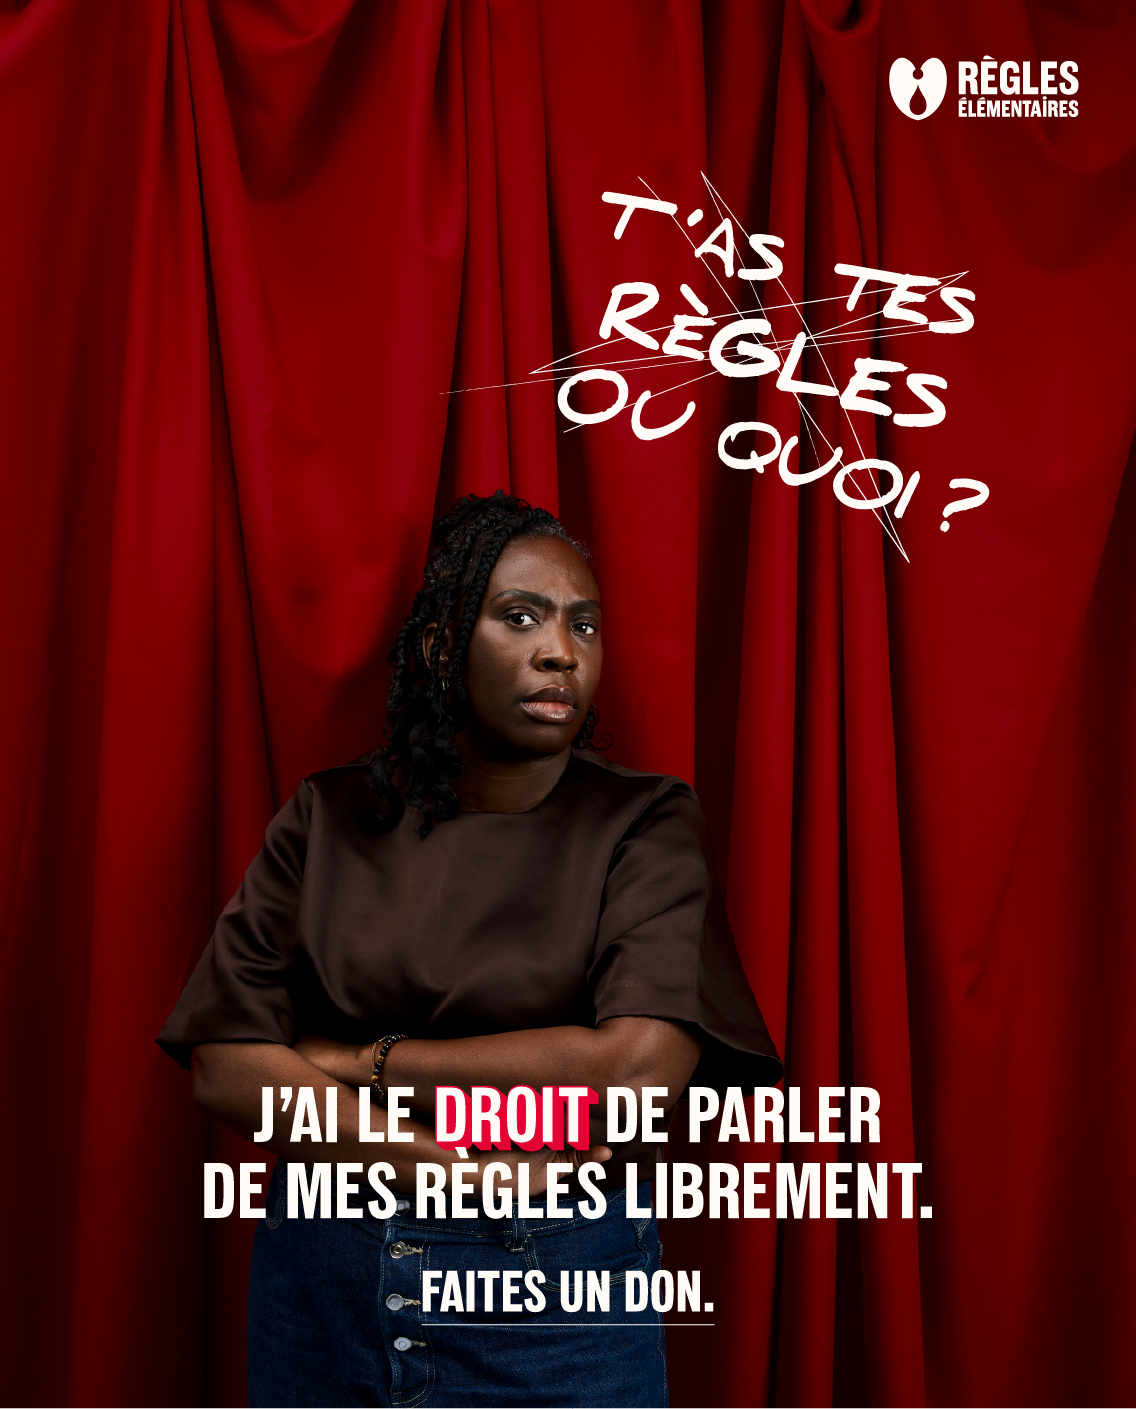 RÈGLES
ÉLÉMENTAIRES
T'AS TES
RÈGLES
OU QUOI ?
J'AI LE DROIT DE PARLER
DE MES RÈGLES LIBREMENT.
FAITES UN DON.